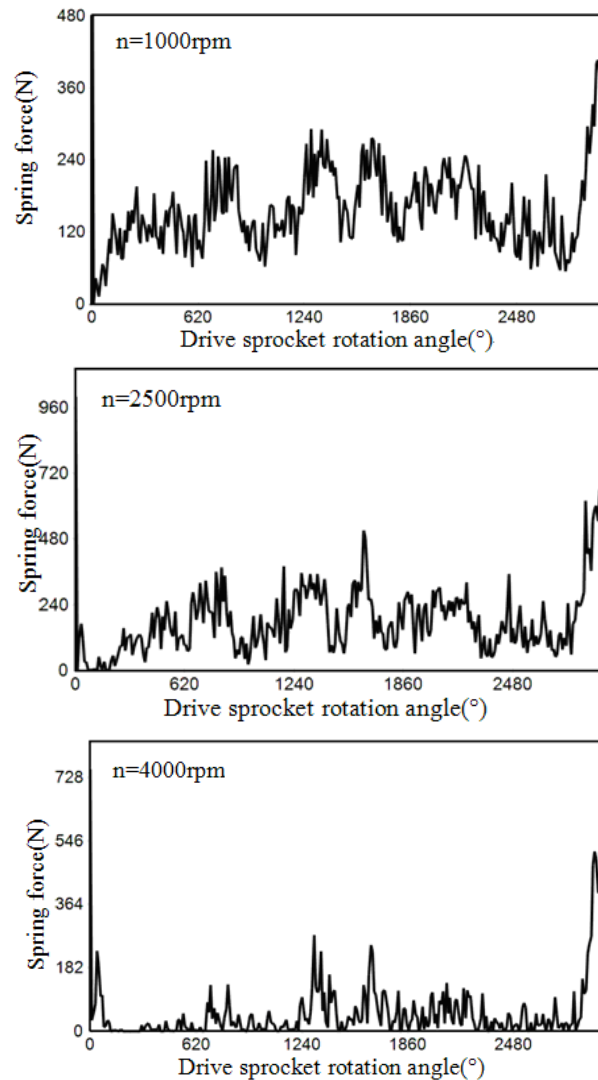 480
n=1000rpm
360
240
120
0
Spring force(N)
0 620 1240 1860 2480
Drive sprocket rotation angle(°)
n=2500rpm
960
720
480
240
0
Spring force(N)
0 620 1240 1860 2480
Drive sprocket rotation angle(°)
n=4000rpm
728
546
364
182
0
Spring force(N)
0 620 1240 1860 2480
Drive sprocket rotation angle(°)